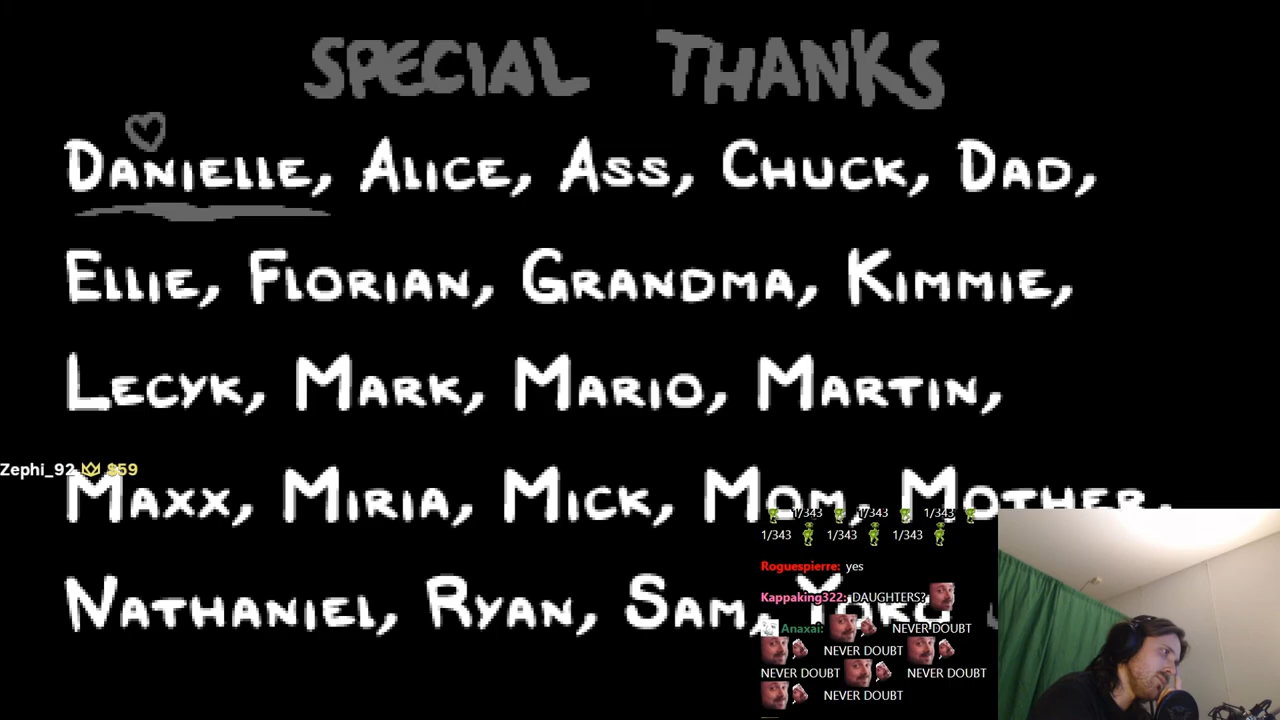 SPECIAL THANKS
DANIELLE, ALICE, ASS, CHUCK, DAD,
ELLIE, FLORIAN, GRANDMA, KIMMIE,
LECYK, MARK, MARIO, MARTIN,
Zephi_92 $59
MAXX, MIRIA, MICK, MOM, MOTHER,
1/343 1/343 1/343
1/343 1/343 1/343
Roguespierre: yes
Kappaking322: DAUGHTERS?
NATHANIEL, RYAN, SAM,
Anaxai: NEVER DOUBT
NEVER DOUBT
NEVER DOUBT NEVER DOUBT
NEVER DOUBT